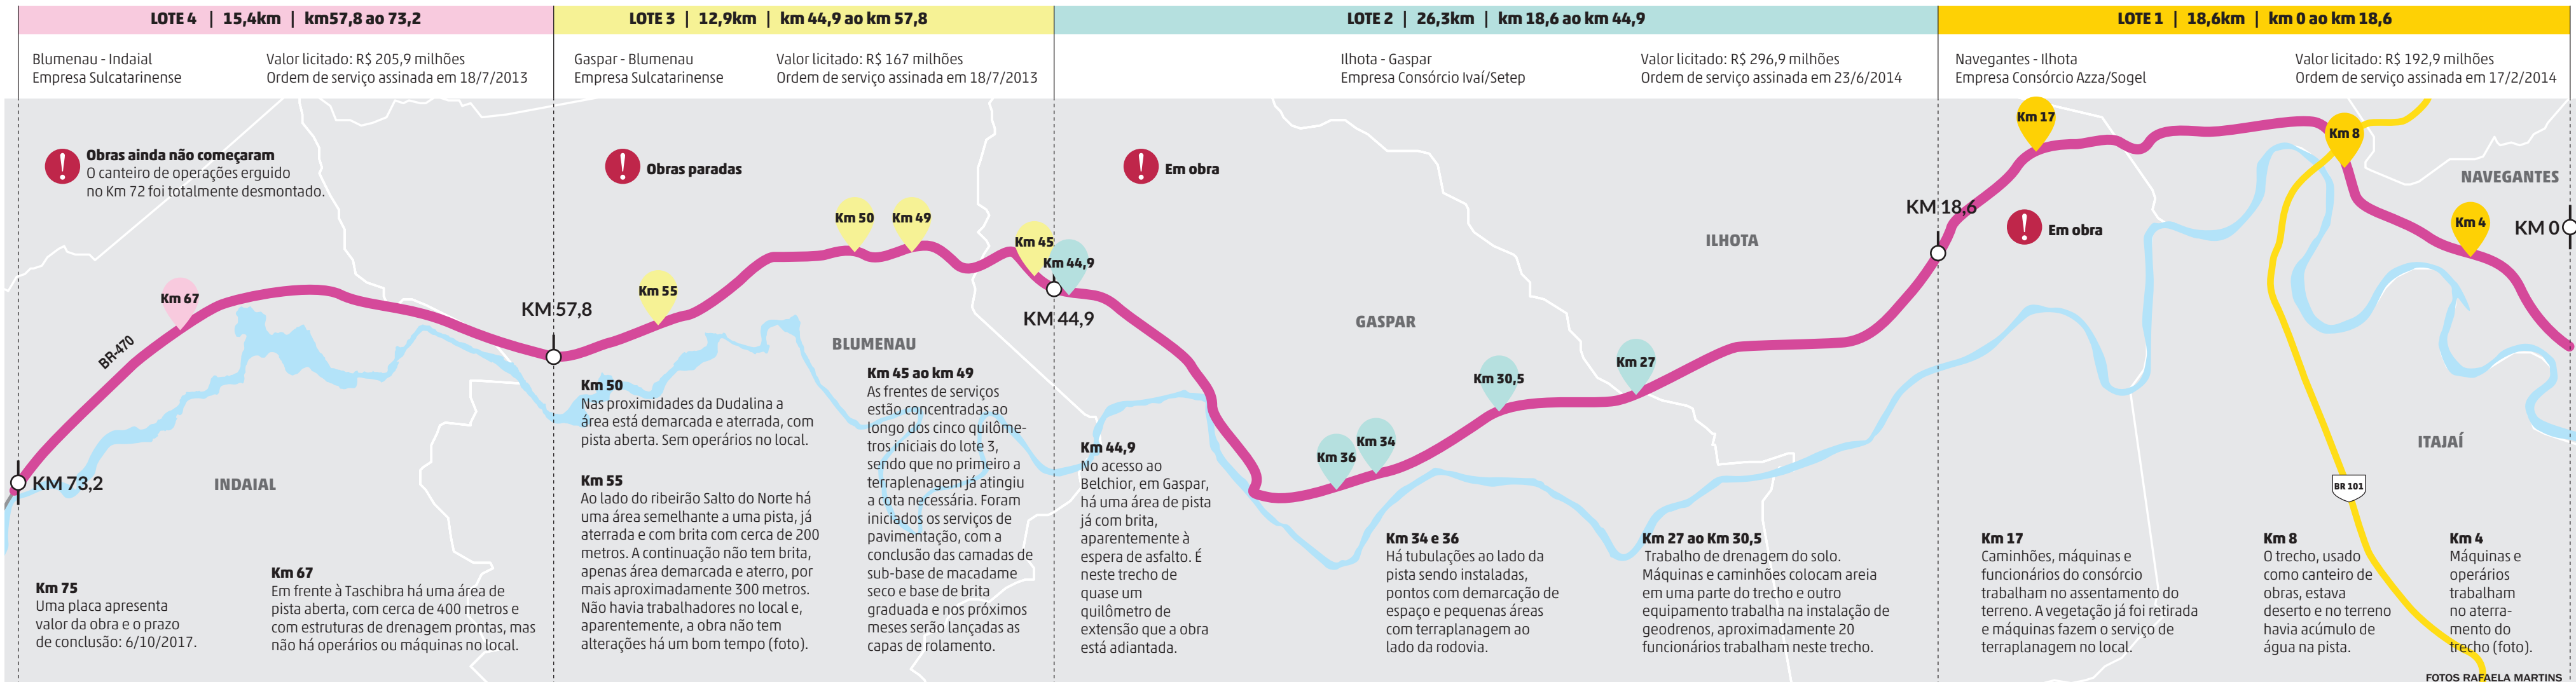 LOTE 4 | 15,4km | km57,8 ao 73,2
Blumenau - Indaial
Empresa Sulcatarinense
Valor licitado: R$ 205,9 milhões
Ordem de serviço assinada em 18/7/2013
LOTE 3 | 12,9km | km 44,9 ao km 57,8
Gaspar - Blumenau
Empresa Sulcatarinense
Valor licitado: R$ 167 milhões
Ordem de serviço assinada em 18/7/2013
LOTE 2 | 26,3km | km 18,6 ao km 44,9
Ilhota - Gaspar
Empresa Consórcio Ivaí/Setep
Valor licitado: R$ 296,9 milhões
Ordem de serviço assinada em 23/6/2014
LOTE 1 | 18,6km | km 0 ao km 18,6
Navegantes - Ilhota
Empresa Consórcio Azza/Sogel
Valor licitado: R$ 192,9 milhões
Ordem de serviço assinada em 17/2/2014
! Obras ainda não começaram
O canteiro de operações erguido
no Km 72 foi totalmente desmontado.
Km 67
BR-470
KM 73,2
INDAIAL
Km 75
Uma placa apresenta
valor da obra e o prazo
de conclusão: 6/10/2017.
Km 67
Em frente à Taschibra há uma área de
pista aberta, com cerca de 400 metros e
com estruturas de drenagem prontas, mas
não há operários ou máquinas no local.
KM 57,8
! Obras paradas
Km 55
Km 50
Km 49
Km 45
BLUMENAU
Km 50
Nas proximidades da Dudalina a
área está demarcada e aterrada, com
pista aberta. Sem operários no local.
Km 55
Ao lado do ribeirão Salto do Norte há
uma área semelhante a uma pista, já
aterrada e com brita com cerca de 200
metros. A continuação não tem brita,
apenas área demarcada e aterro, por
mais aproximadamente 300 metros.
Não havia trabalhadores no local e,
aparentemente, a obra não tem
alterações há um bom tempo (foto).
Km 45 ao km 49
As frentes de serviços
estão concentradas ao
longo dos cinco quilôme-
tros iniciais do lote 3,
sendo que no primeiro a
terraplenagem já atingiu
a cota necessária. Foram
iniciados os serviços de
pavimentação, com a
conclusão das camadas de
sub-base de macadame
seco e base de brita
graduada e nos próximos
meses serão lançadas as
capas de rolamento.
! Em obra
Km 44,9
KM 44,9
GASPAR
ILHOTA
Km 36
Km 34
Km 30,5
Km 27
Km 44,9
No acesso ao
Belchior, em Gaspar,
há uma área de pista
já com brita,
aparentemente à
espera de asfalto. É
neste trecho de
quase um
quilômetro de
extensão que a obra
está adiantada.
Km 34 e 36
Há tubulações ao lado da
pista sendo instaladas,
pontos com demarcação de
espaço e pequenas áreas
com terraplanagem ao
lado da rodovia.
Km 27 ao Km 30,5
Trabalho de drenagem do solo.
Máquinas e caminhões colocam areia
em uma parte do trecho e outro
equipamento trabalha na instalação de
geodrenos, aproximadamente 20
funcionários trabalham neste trecho.
KM 18,6
Km 17
! Em obra
Km 8
Km 4
NAVEGANTES
KM 0
ITAJAÍ
BR 101
Km 17
Caminhões, máquinas e
funcionários do consórcio
trabalham no assentamento do
terreno. A vegetação já foi retirada
e máquinas fazem o serviço de
terraplanagem no local.
Km 8
O trecho, usado
como canteiro de
obras, estava
deserto e no terreno
havia acúmulo de
água na pista.
Km 4
Máquinas e
operários
trabalham
no aterra-
mento do
trecho (foto).
FOTOS RAFAELA MARTINS